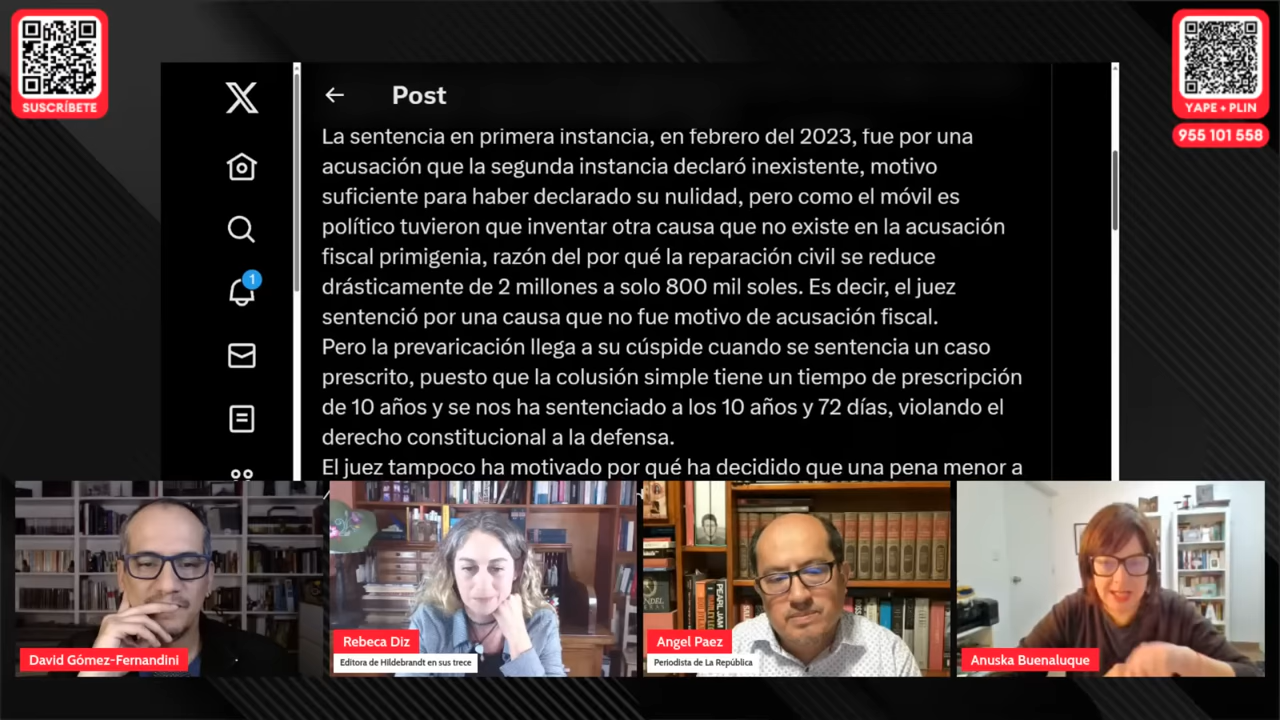 SUSCRÍBETE
YAPE + PLIN
955 101 558
Post
La sentencia en primera instancia, en febrero del 2023, fue por una
acusación que la segunda instancia declaró inexistente, motivo
suficiente para haber declarado su nulidad, pero como el móvil es
político tuvieron que inventar otra causa que no existe en la acusación
fiscal primigenia, razón del por qué la reparación civil se reduce
drásticamente de 2 millones a solo 800 mil soles. Es decir, el juez
sentenció por una causa que no fue motivo de acusación fiscal.
Pero la prevaricación llega a su cúspide cuando se sentencia un caso
prescrito, puesto que la colusión simple tiene un tiempo de prescripción
de 10 años y se nos ha sentenciado a los 10 años y 72 días, violando el
derecho constitucional a la defensa.
El juez tampoco ha motivado por qué ha decidido que una pena menor a
1
David Gómez-Fernandini
Rebeca Diz
Editora de Hildebrandt en sus trece
PEARL JAM
Angel Paez
Periodista de La República
Anuska Buenaluque